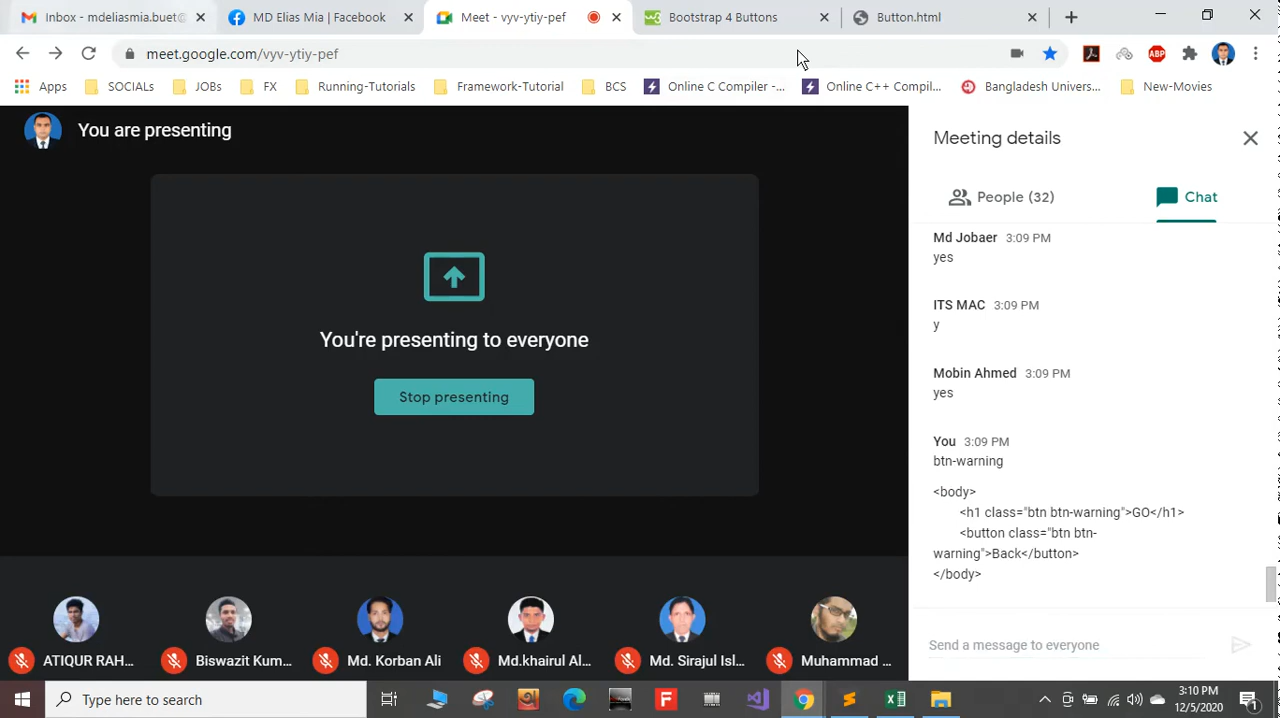 Inbox - mdeliasmia.buet@
MD Elias Mia | Facebook
Meet - vyv-ytiy-pef
Bootstrap 4 Buttons
Button.html
meet.google.com/vyv-ytiy-pef
ABP
Apps
SOCIALs
JOBs
FX
Running-Tutorials
Framework-Tutorial
BCS
Online C Compiler -...
Online C++ Compil...
Bangladesh Univers...
New-Movies
You are presenting
You're presenting to everyone
Stop presenting
Meeting details
People (32)
Chat
Md Jobaer 3:09 PM
yes
ITS MAC 3:09 PM
y
Mobin Ahmed 3:09 PM
yes
You 3:09 PM
btn-warning
<body>
<h1 class="btn btn-warning">GO</h1>
<button class="btn btn-
warning">Back</button>
</body>
Send a message to everyone
ATIQUR RAH...
Biswazit Kum...
Md. Korban Ali
Md.khairul Al...
Md. Sirajul Isl...
Muhammad ...
Type here to search
3:10 PM
12/5/2020
1